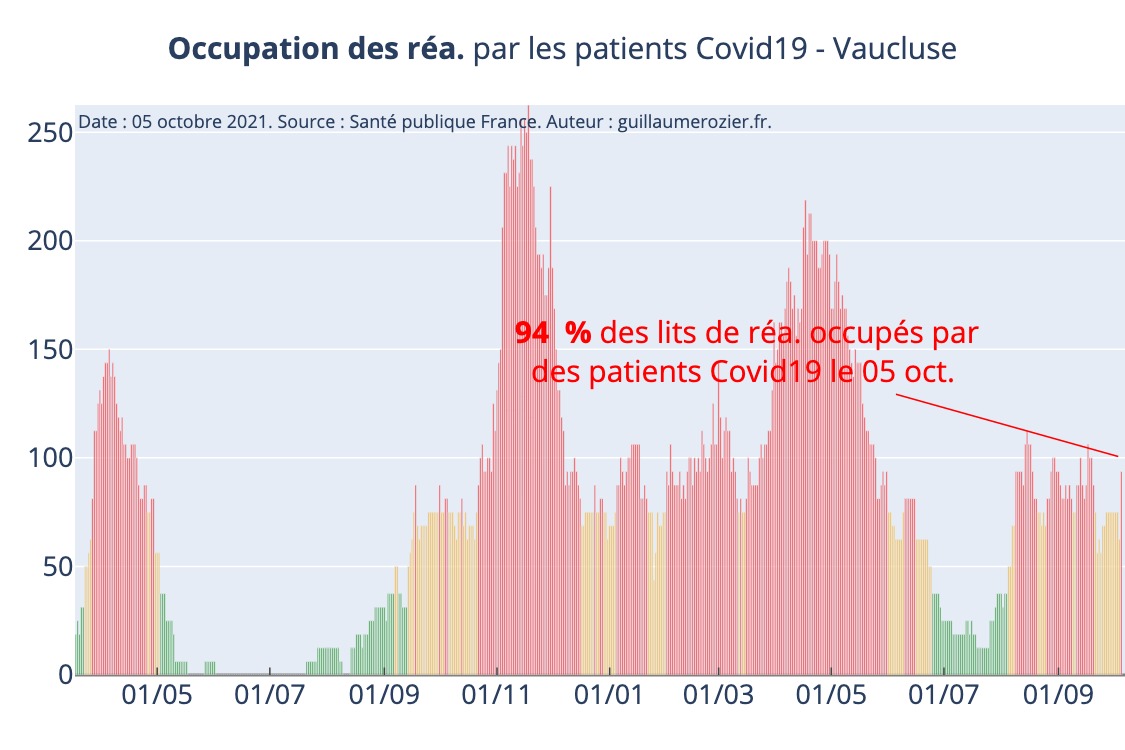 Occupation des réa. par les patients Covid19 - Vaucluse
Date : 05 octobre 2021. Source : Santé publique France. Auteur : guillaumerozier.fr.
250
200
150
100
50
0
94 % des lits de réa. occupés par
des patients Covid19 le 05 oct.
01/05 01/07 01/09 01/11 01/01 01/03 01/05 01/07 01/09